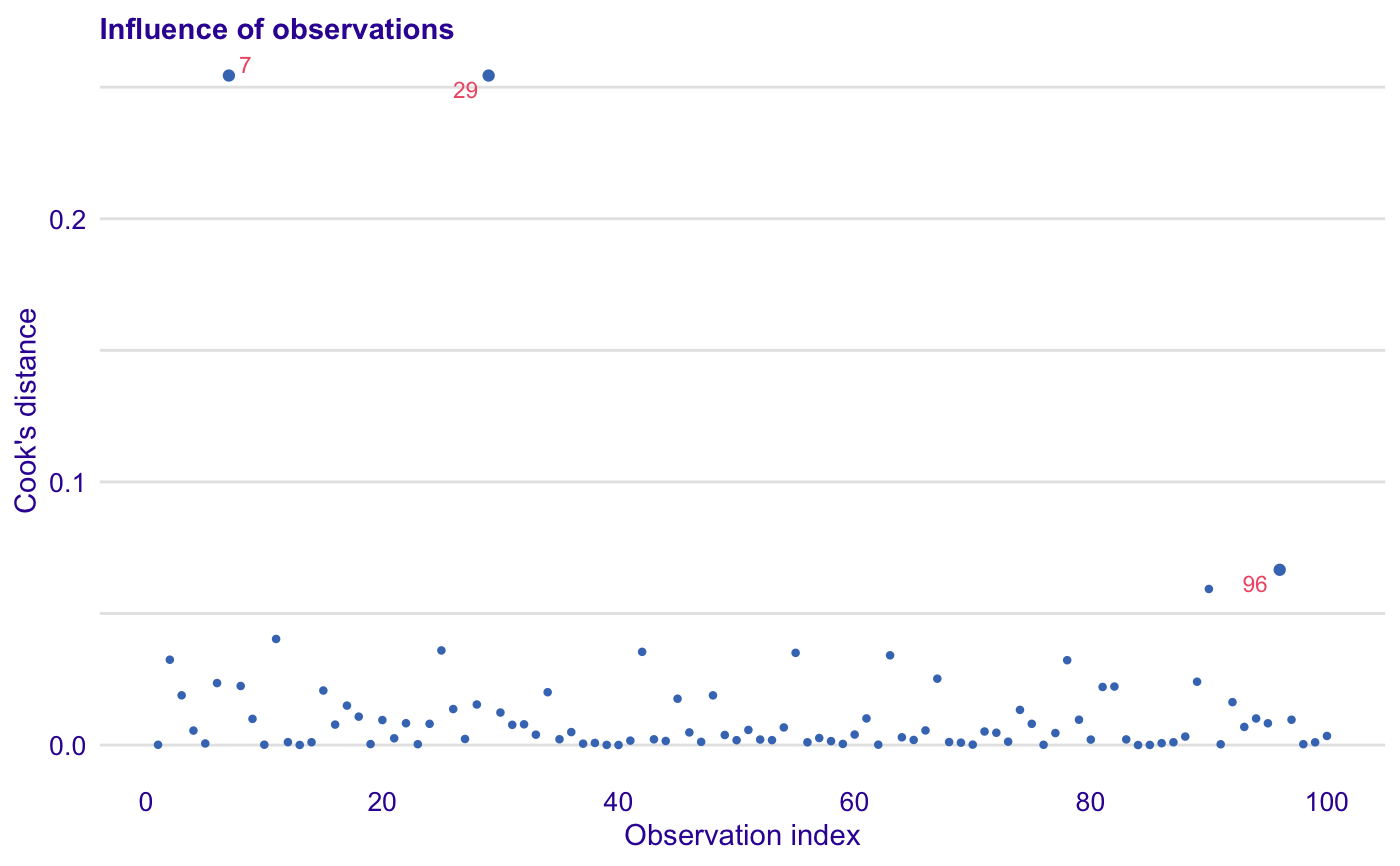 Influence of observations
7
29
0.2
Cook's distance
0.1
96
0.0
0 20 40 60 80 100
Observation index